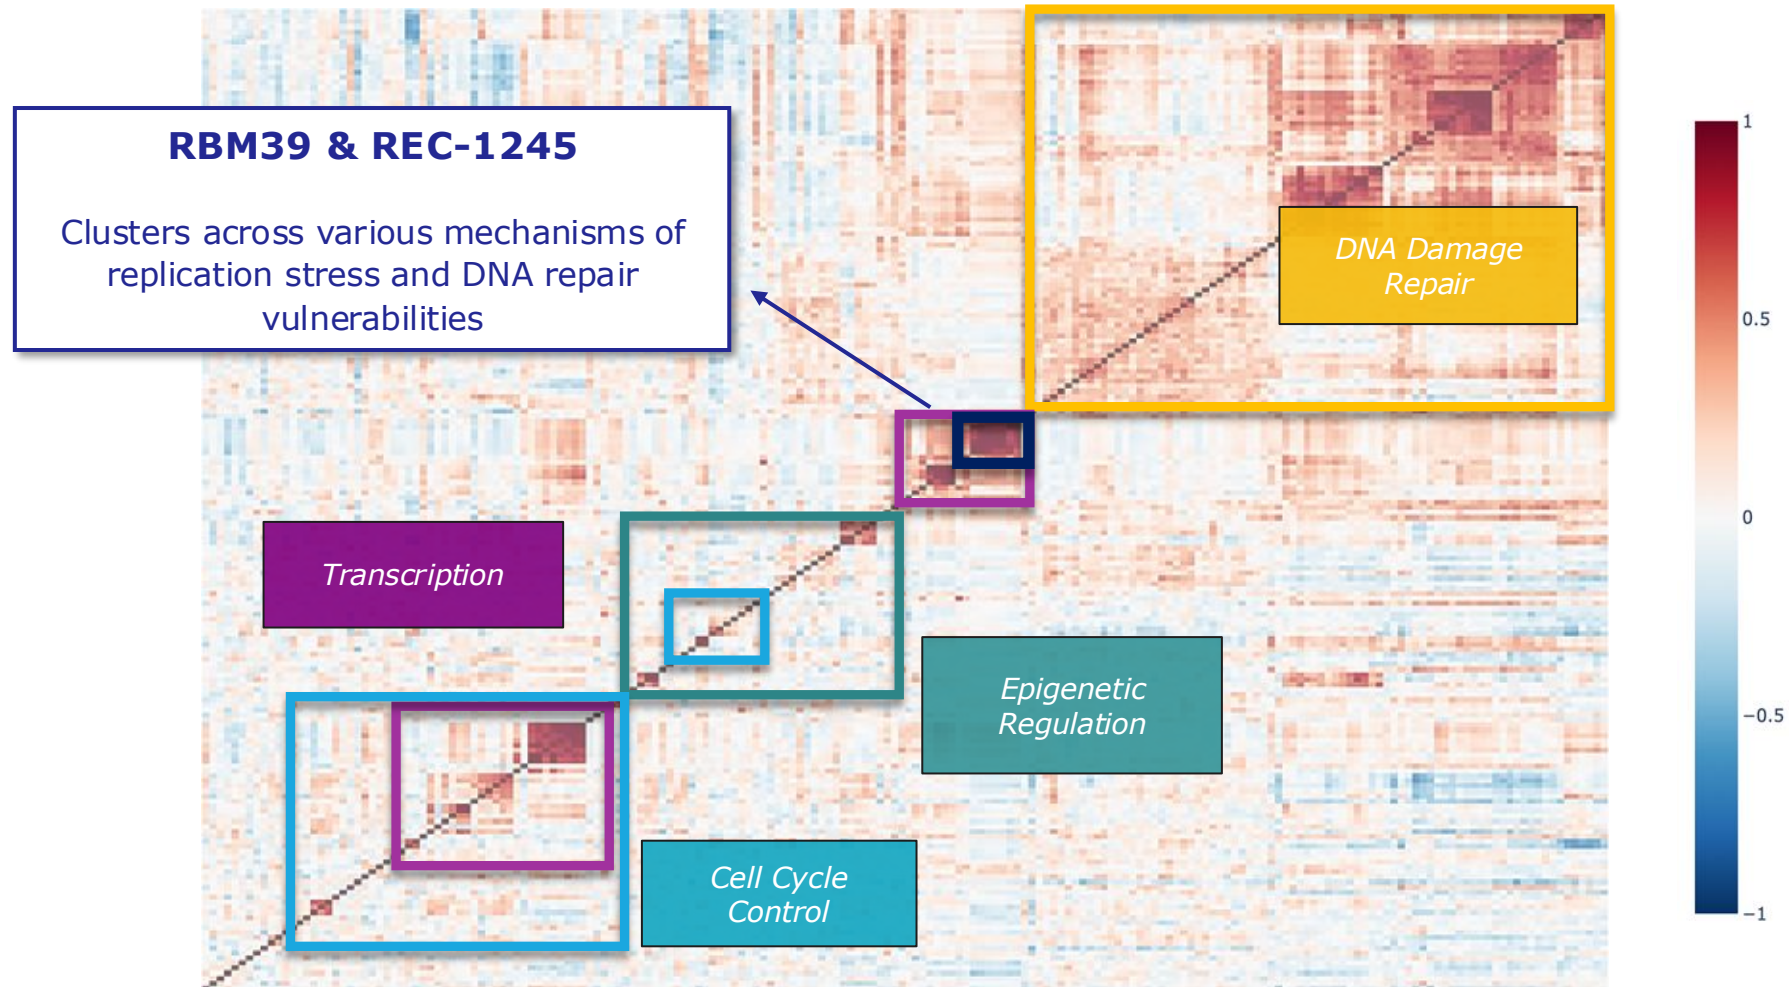 RBM39 & REC-1245
Clusters across various mechanisms of
replication stress and DNA repair
vulnerabilities
DNA Damage
Repair
Transcription
Epigenetic
Regulation
Cell Cycle
Control
1
0.5
0
−0.5
−1